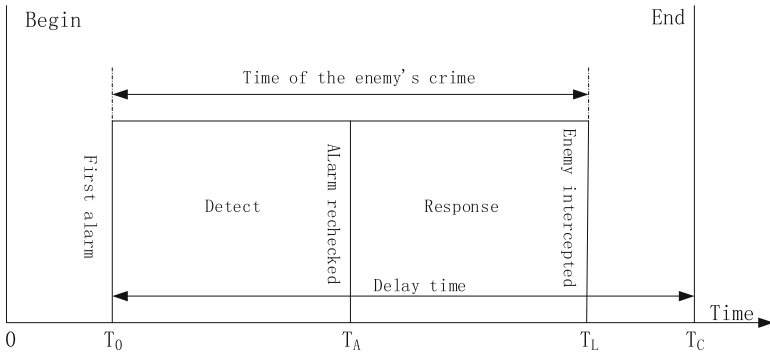 Begin
End
Time of the enemy's crime
First alarm
Detect
ALarm rechecked
Response
Enemy intercepted
Delay time
Time
0
T0
TA
TL
TC